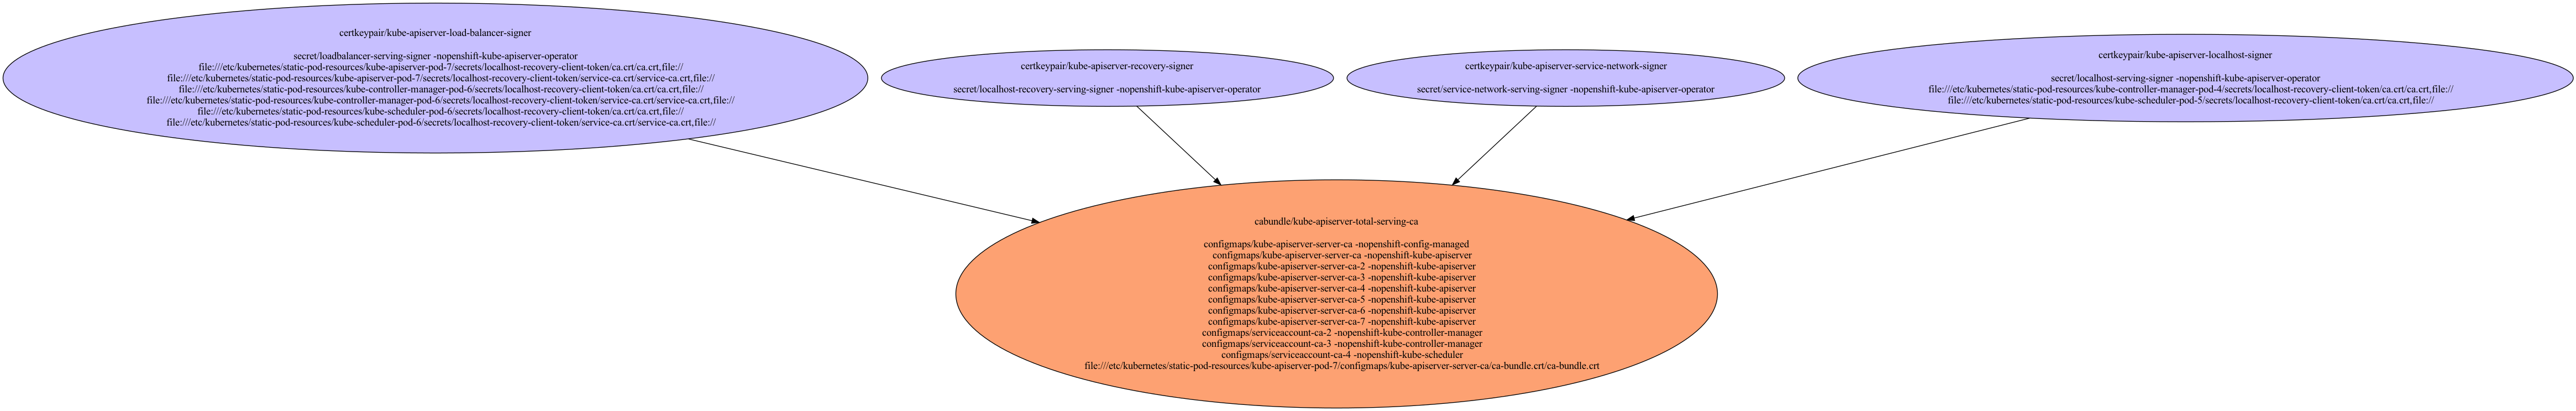 certkeypair/kube-apiserver-load-balancer-signer
secret/loadbalancer-serving-signer -nopenshift-kube-apiserver-operator
file:///etc/kubernetes/static-pod-resources/kube-apiserver-pod-7/secrets/localhost-recovery-client-token/ca.crt/ca.crt,file://
file:///etc/kubernetes/static-pod-resources/kube-apiserver-pod-7/secrets/localhost-recovery-client-token/service-ca.crt/service-ca.crt,file://
file:///etc/kubernetes/static-pod-resources/kube-controller-manager-pod-6/secrets/localhost-recovery-client-token/ca.crt/ca.crt,file://
file:///etc/kubernetes/static-pod-resources/kube-controller-manager-pod-6/secrets/localhost-recovery-client-token/service-ca.crt/service-ca.crt,file://
file:///etc/kubernetes/static-pod-resources/kube-scheduler-pod-6/secrets/localhost-recovery-client-token/ca.crt/ca.crt,file://
file:///etc/kubernetes/static-pod-resources/kube-scheduler-pod-6/secrets/localhost-recovery-client-token/service-ca.crt/service-ca.crt,file://
certkeypair/kube-apiserver-recovery-signer
secret/localhost-recovery-serving-signer -nopenshift-kube-apiserver-operator
certkeypair/kube-apiserver-service-network-signer
secret/service-network-serving-signer -nopenshift-kube-apiserver-operator
certkeypair/kube-apiserver-localhost-signer
secret/localhost-serving-signer -nopenshift-kube-apiserver-operator
file:///etc/kubernetes/static-pod-resources/kube-controller-manager-pod-4/secrets/localhost-recovery-client-token/ca.crt/ca.crt,file://
file:///etc/kubernetes/static-pod-resources/kube-scheduler-pod-5/secrets/localhost-recovery-client-token/ca.crt/ca.crt,file://
cabundle/kube-apiserver-total-serving-ca
configmaps/kube-apiserver-server-ca -nopenshift-config-managed
configmaps/kube-apiserver-server-ca -nopenshift-kube-apiserver
configmaps/kube-apiserver-server-ca-2 -nopenshift-kube-apiserver
configmaps/kube-apiserver-server-ca-3 -nopenshift-kube-apiserver
configmaps/kube-apiserver-server-ca-4 -nopenshift-kube-apiserver
configmaps/kube-apiserver-server-ca-5 -nopenshift-kube-apiserver
configmaps/kube-apiserver-server-ca-6 -nopenshift-kube-apiserver
configmaps/kube-apiserver-server-ca-7 -nopenshift-kube-apiserver
configmaps/serviceaccount-ca-2 -nopenshift-kube-controller-manager
configmaps/serviceaccount-ca-3 -nopenshift-kube-controller-manager
configmaps/serviceaccount-ca-4 -nopenshift-kube-scheduler
file:///etc/kubernetes/static-pod-resources/kube-apiserver-pod-7/configmaps/kube-apiserver-server-ca/ca-bundle.crt/ca-bundle.crt